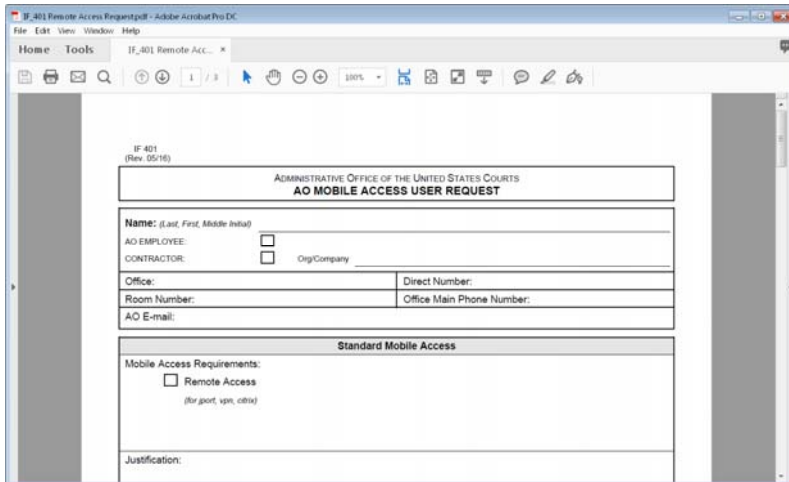 IF_401 Remote Access Request.pdf - Adobe Acrobat Pro DC
File Edit View Window Help
Home Tools IF_401 Remote Acc... ×
1 / 3 100%
IF 401
(Rev. 05/16)
ADMINISTRATIVE OFFICE OF THE UNITED STATES COURTS
AO MOBILE ACCESS USER REQUEST
Name: (Last, First, Middle Initial)
AO EMPLOYEE:
CONTRACTOR: Org/Company
Office: Direct Number:
Room Number: Office Main Phone Number:
AO E-mail:
Standard Mobile Access
Mobile Access Requirements:
Remote Access
(for jport, vpn, citrix)
Justification: